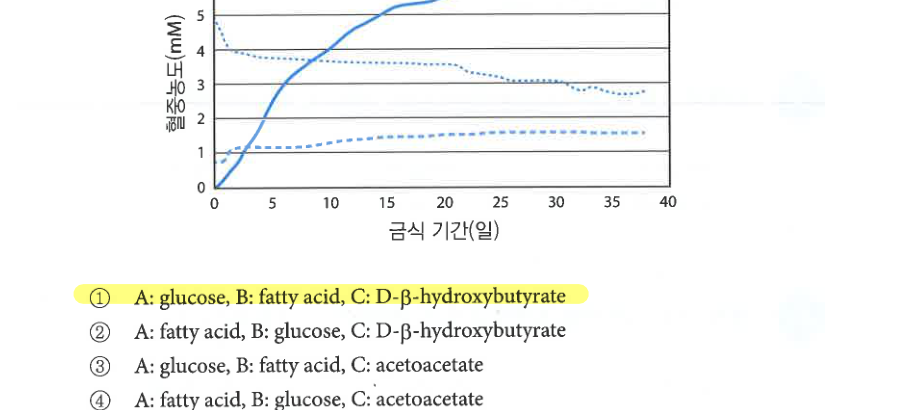 5
4
3
2
1
0
혈중농도(mM)
0 5 10 15 20 25 30 35 40
금식 기간(일)
① A: glucose, B: fatty acid, C: D-β-hydroxybutyrate
② A: fatty acid, B: glucose, C: D-β-hydroxybutyrate
③ A: glucose, B: fatty acid, C: acetoacetate
④ A: fatty acid, B: glucose, C: acetoacetate